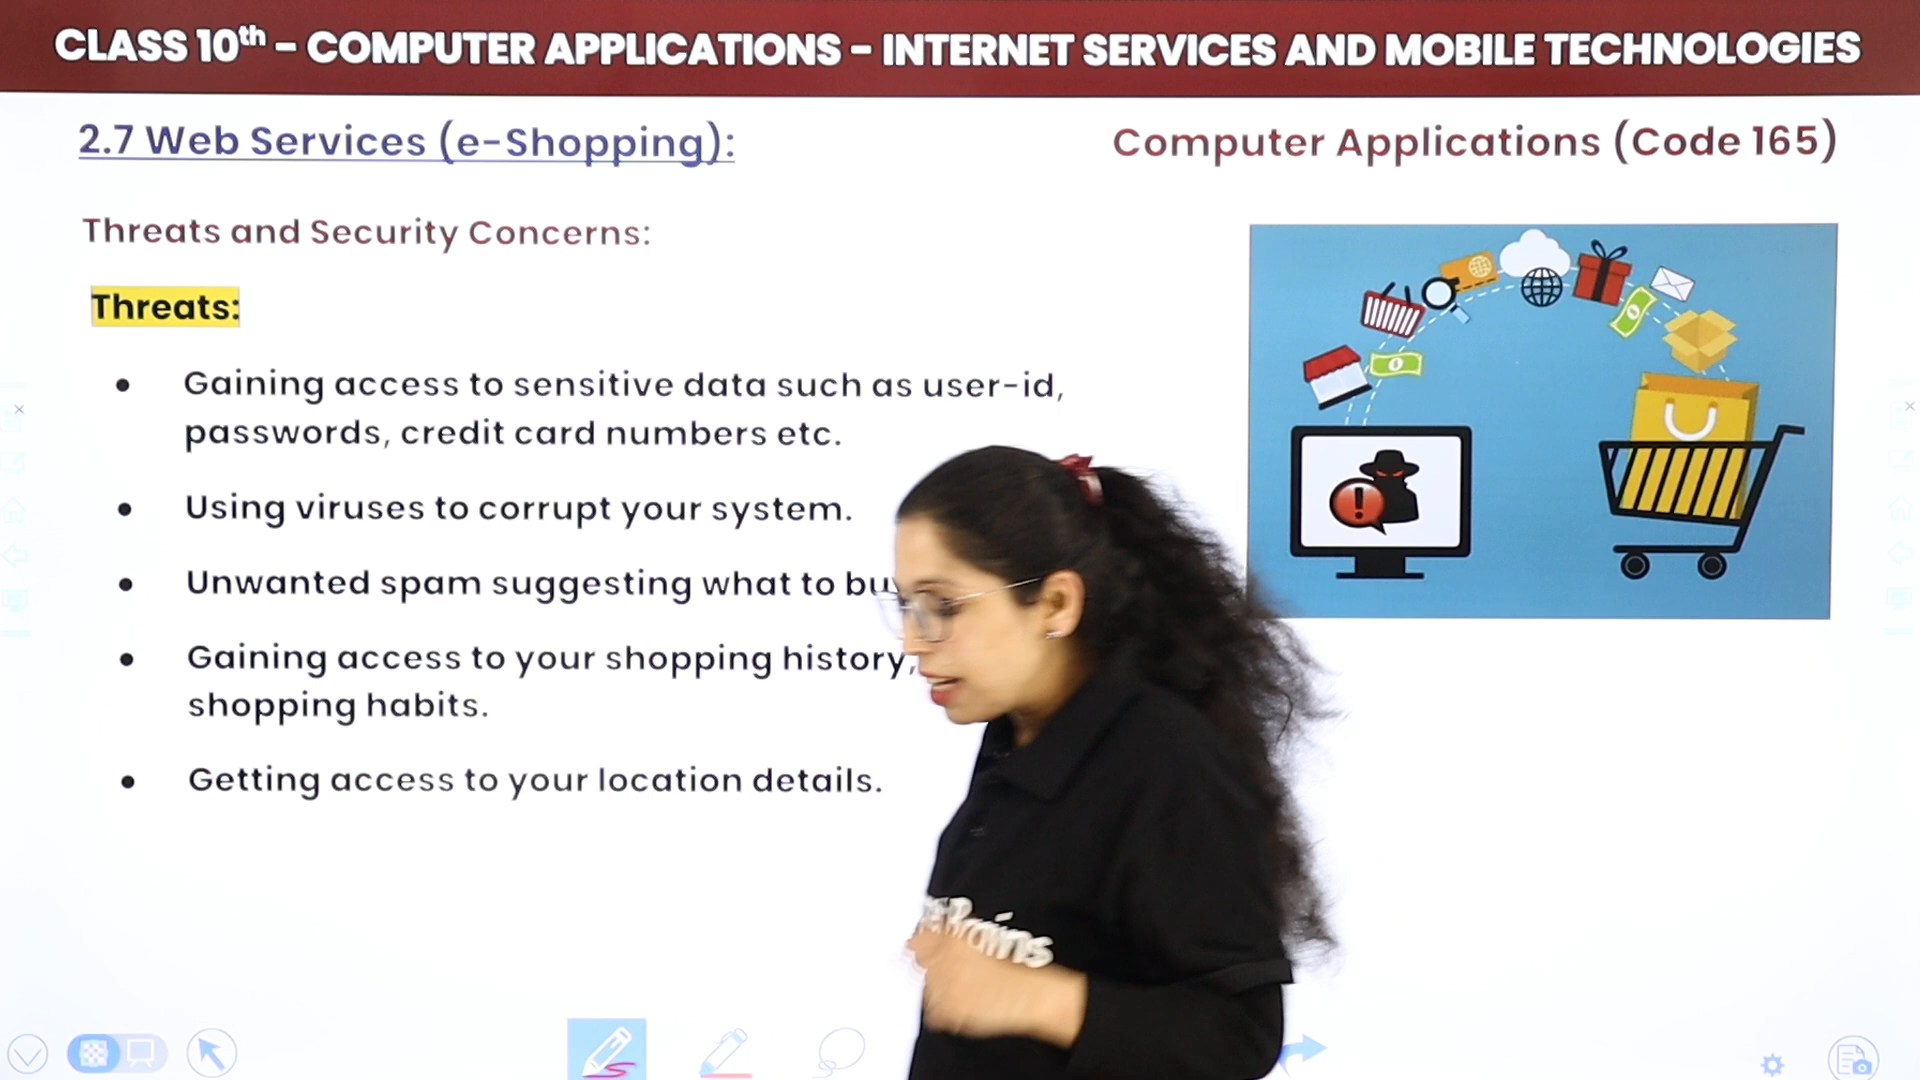 CLASS 10th – COMPUTER APPLICATIONS – INTERNET SERVICES AND MOBILE TECHNOLOGIES
2.7 Web Services (e-Shopping):
Computer Applications (Code 165)
Threats and Security Concerns:
Threats:
• Gaining access to sensitive data such as user-id,
passwords, credit card numbers etc.
• Using viruses to corrupt your system.
• Unwanted spam suggesting what to
• Gaining access to your shopping history,
shopping habits.
• Getting access to your location details.
Brains